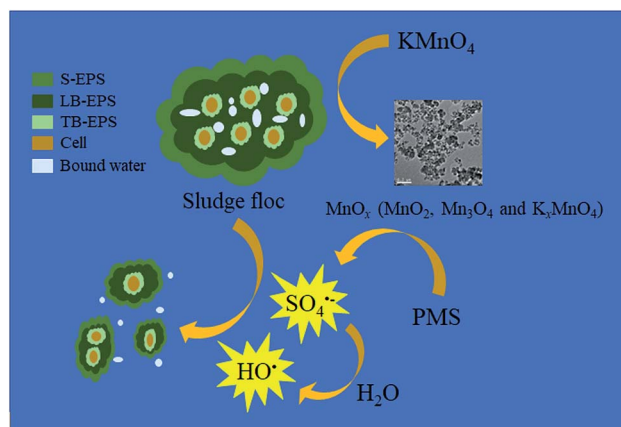 KMnO₄
S-EPS
LB-EPS
TB-EPS
Cell
Bound water
Sludge floc
MnOₓ (MnO₂, Mn₃O₄ and KₓMnO₄)
SO₄•-
PMS
HO•
H₂O